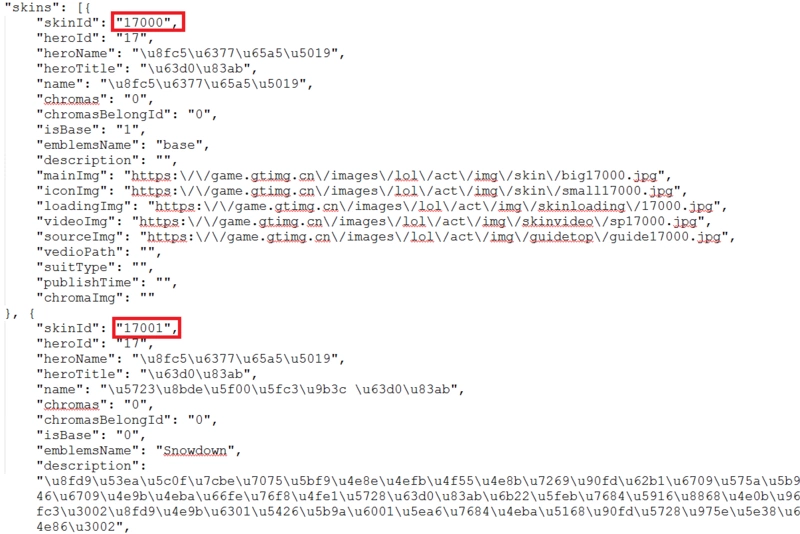 "skins": [{
"skinId": "17000",
"heroId": "17",
"heroName": "\u8fc5\u6377\u65a5\u5019",
"heroTitle": "\u63d0\u83ab",
"name": "\u8fc5\u6377\u65a5\u5019",
"chromas": "0",
"chromasBelongId": "0",
"isBase": "1",
"emblemsName": "base",
"description": "",
"mainImg": "https:\/\/game.gtimg.cn\/images\/lol\/act\/img\/skin\/big17000.jpg",
"iconImg": "https:\/\/game.gtimg.cn\/images\/lol\/act\/img\/skin\/small17000.jpg",
"loadingImg": "https:\/\/game.gtimg.cn\/images\/lol\/act\/img\/skinloading\/17000.jpg",
"videoImg": "https:\/\/game.gtimg.cn\/images\/lol\/act\/img\/skinvideo\/sp17000.jpg",
"sourceImg": "https:\/\/game.gtimg.cn\/images\/lol\/act\/img\/guidetop\/guide17000.jpg",
"vedioPath": "",
"suitType": "",
"publishTime": "",
"chromaImg": ""
}, {
"skinId": "17001",
"heroId": "17",
"heroName": "\u8fc5\u6377\u65a5\u5019",
"heroTitle": "\u63d0\u83ab",
"name": "\u5723\u8bde\u5f00\u5fc3\u9b3c \u63d0\u83ab",
"chromas": "0",
"chromasBelongId": "0",
"isBase": "0",
"emblemsName": "Snowdown",
"description":
"\u8fd9\u53ea\u5c0f\u7cbe\u7075\u5bf9\u4e8e\u4efb\u4f55\u4e8b\u7269\u90fd\u62b1\u6709\u575a\u5b9
46\u6709\u4e9b\u4eba\u66fe\u76f8\u4fe1\u5728\u63d0\u83ab\u6b22\u5feb\u7684\u5916\u8868\u4e0b\u96
fc3\u3002\u8fd9\u4e9b\u6301\u5426\u5b9a\u6001\u5ea6\u7684\u4eba\u5168\u90fd\u5728\u975e\u5e38\u6
4e86\u3002",